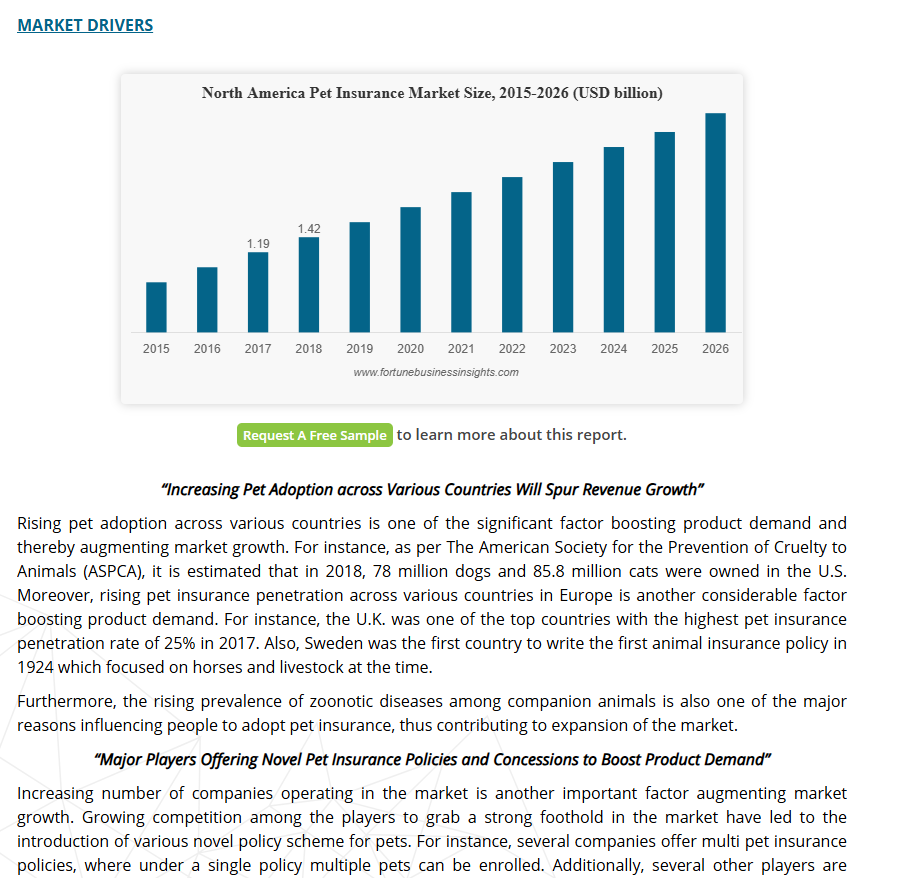 MARKET DRIVERS
North America Pet Insurance Market Size, 2015-2026 (USD billion)
1.19
1.42
2015 2016 2017 2018 2019 2020 2021 2022 2023 2024 2025 2026
www.fortunebusinessinsights.com
Request A Free Sample to learn more about this report.
“Increasing Pet Adoption across Various Countries Will Spur Revenue Growth”
Rising pet adoption across various countries is one of the significant factor boosting product demand and
thereby augmenting market growth. For instance, as per The American Society for the Prevention of Cruelty to
Animals (ASPCA), it is estimated that in 2018, 78 million dogs and 85.8 million cats were owned in the U.S.
Moreover, rising pet insurance penetration across various countries in Europe is another considerable factor
boosting product demand. For instance, the U.K. was one of the top countries with the highest pet insurance
penetration rate of 25% in 2017. Also, Sweden was the first country to write the first animal insurance policy in
1924 which focused on horses and livestock at the time.
Furthermore, the rising prevalence of zoonotic diseases among companion animals is also one of the major
reasons influencing people to adopt pet insurance, thus contributing to expansion of the market.
“Major Players Offering Novel Pet Insurance Policies and Concessions to Boost Product Demand”
Increasing number of companies operating in the market is another important factor augmenting market
growth. Growing competition among the players to grab a strong foothold in the market have led to the
introduction of various novel policy scheme for pets. For instance, several companies offer multi pet insurance
policies, where under a single policy multiple pets can be enrolled. Additionally, several other players are